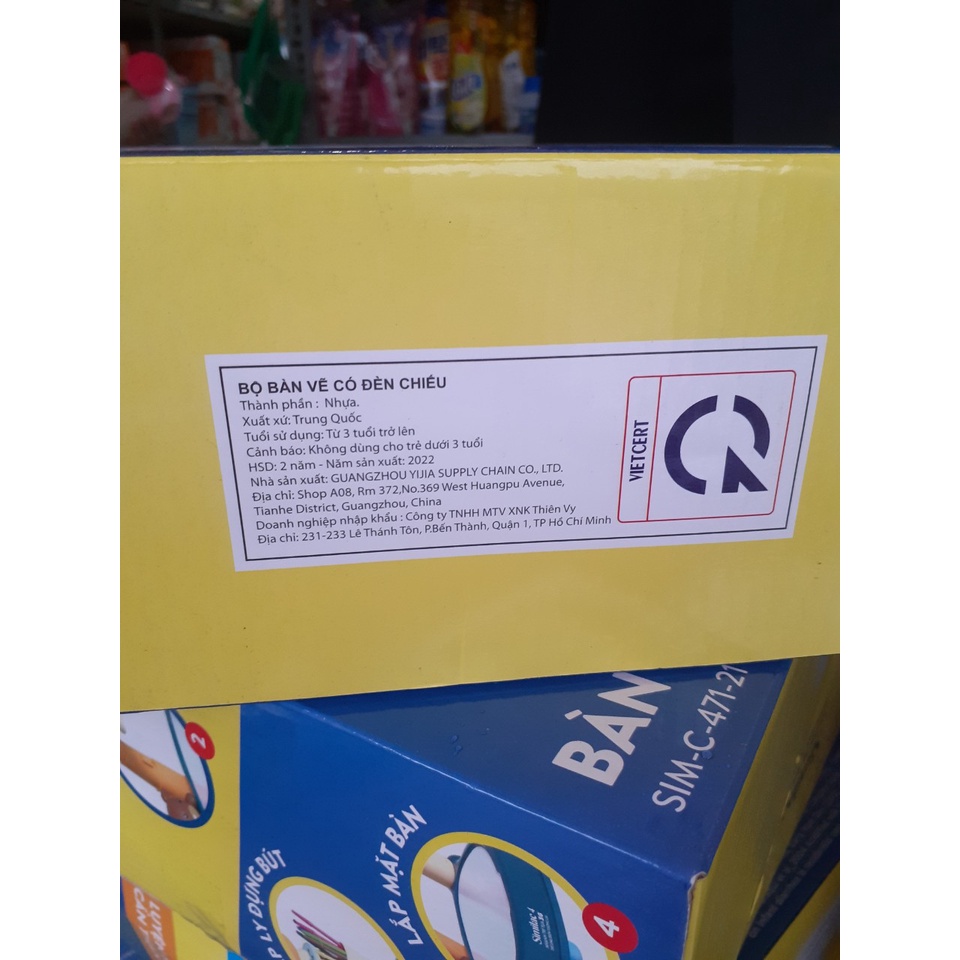 BỘ BÀN VẼ CÓ ĐÈN CHIẾU
Thành phần : Nhựa.
Xuất xứ: Trung Quốc
Tuổi sử dụng: Từ 3 tuổi trở lên
Cảnh báo: Không dùng cho trẻ dưới 3 tuổi
HSD: 2 năm - Năm sản xuất: 2022
Nhà sản xuất: GUANGZHOU YIJIA SUPPLY CHAIN CO., LTD.
Địa chỉ: Shop A08, Rm 372,No.369 West Huangpu Avenue,
Tianhe District, Guangzhou, China
Doanh nghiệp nhập khẩu : Công ty TNHH MTV XNK Thiên Vy
Địa chỉ: 231-233 Lê Thánh Tôn, P.Bến Thành, Quận 1, TP Hồ Chí Minh
VIETCERT
BÀN
SIM-C-471-21
2
P LY ĐỰNG BÚT
LẮP MẶT BÀN
4